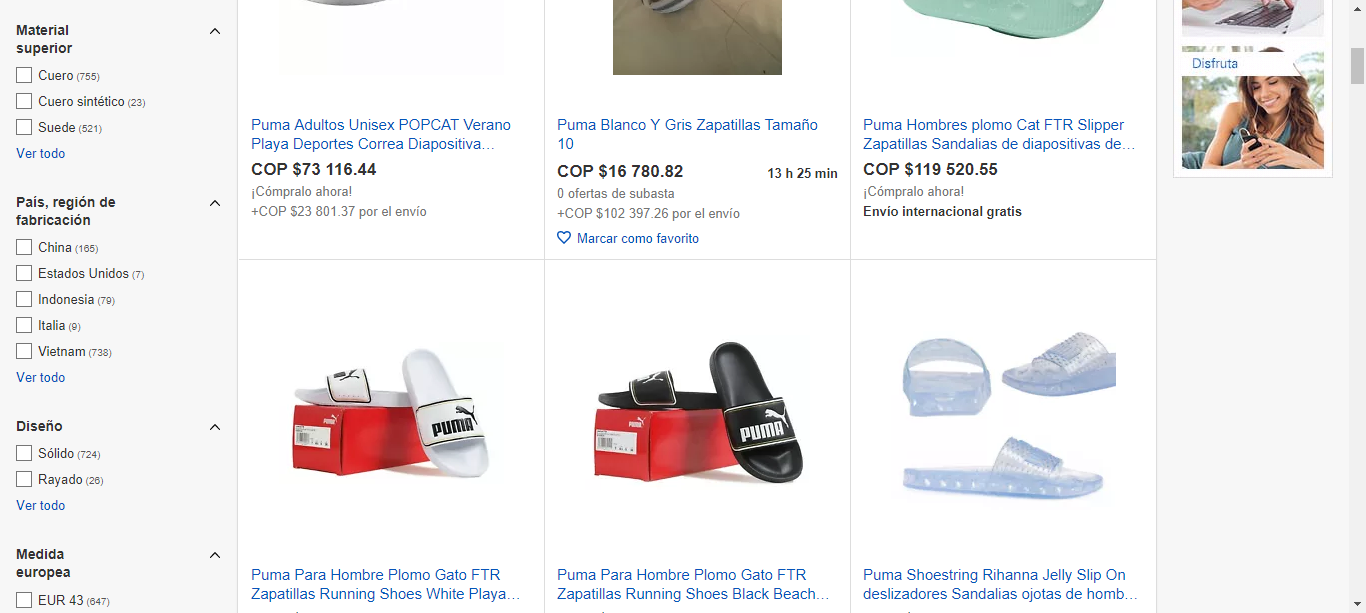 Material
superior
Cuero (755)
Cuero sintético (23)
Suede (521)
Ver todo
País, región de
fabricación
China (165)
Estados Unidos (7)
Indonesia (79)
Italia (9)
Vietnam (738)
Ver todo
Diseño
Sólido (724)
Rayado (26)
Ver todo
Medida
europea
EUR 43 (647)
Puma Adultos Unisex POPCAT Verano
Playa Deportes Correa Diapositiva…
COP $73 116.44
¡Cómpralo ahora!
+COP $23 801.37 por el envío
Puma Blanco Y Gris Zapatillas Tamaño
10
COP $16 780.82
13 h 25 min
0 ofertas de subasta
+COP $102 397.26 por el envío
Marcar como favorito
Puma Hombres plomo Cat FTR Slipper
Zapatillas Sandalias de diapositivas de…
COP $119 520.55
¡Cómpralo ahora!
Envío internacional gratis
PUMA
PUMA
PUMA
PUMA
Puma Para Hombre Plomo Gato FTR
Zapatillas Running Shoes White Playa…
Puma Para Hombre Plomo Gato FTR
Zapatillas Running Shoes Black Beach…
Puma Shoestring Rihanna Jelly Slip On
deslizadores Sandalias ojotas de homb…
Disfruta